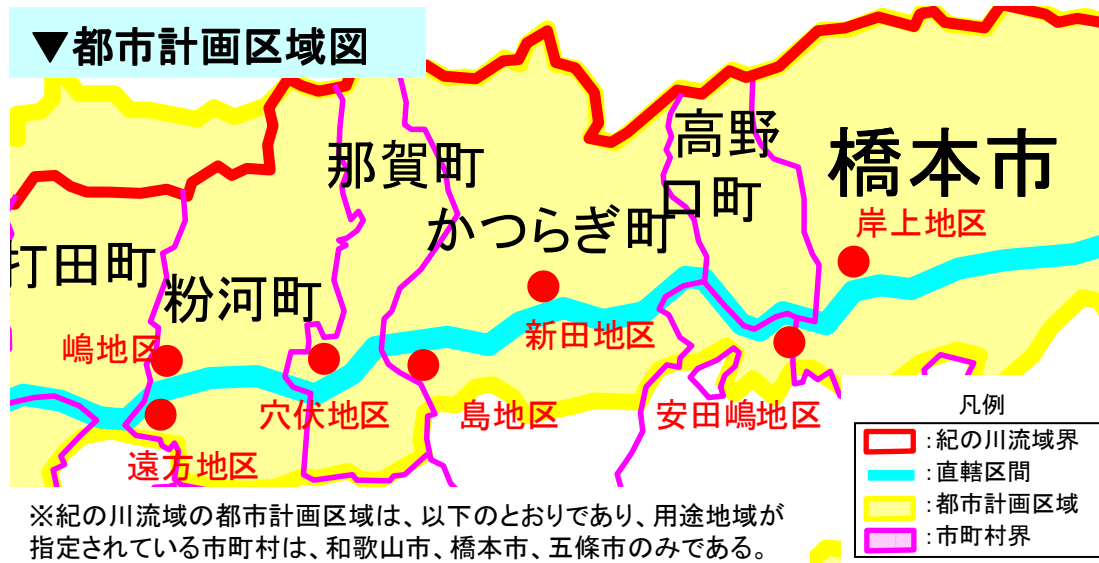 ▼都市計画区域図
那賀町
高野
口町
橋本市
かつらぎ町
岸上地区
打田町
粉河町
新田地区
嶋地区
穴伏地区
島地区
安田嶋地区
遠方地区
凡例
:紀の川流域界
:直轄区間
:都市計画区域
:市町村界
※紀の川流域の都市計画区域は、以下のとおりであり、用途地域が
指定されている市町村は、和歌山市、橋本市、五條市のみである。